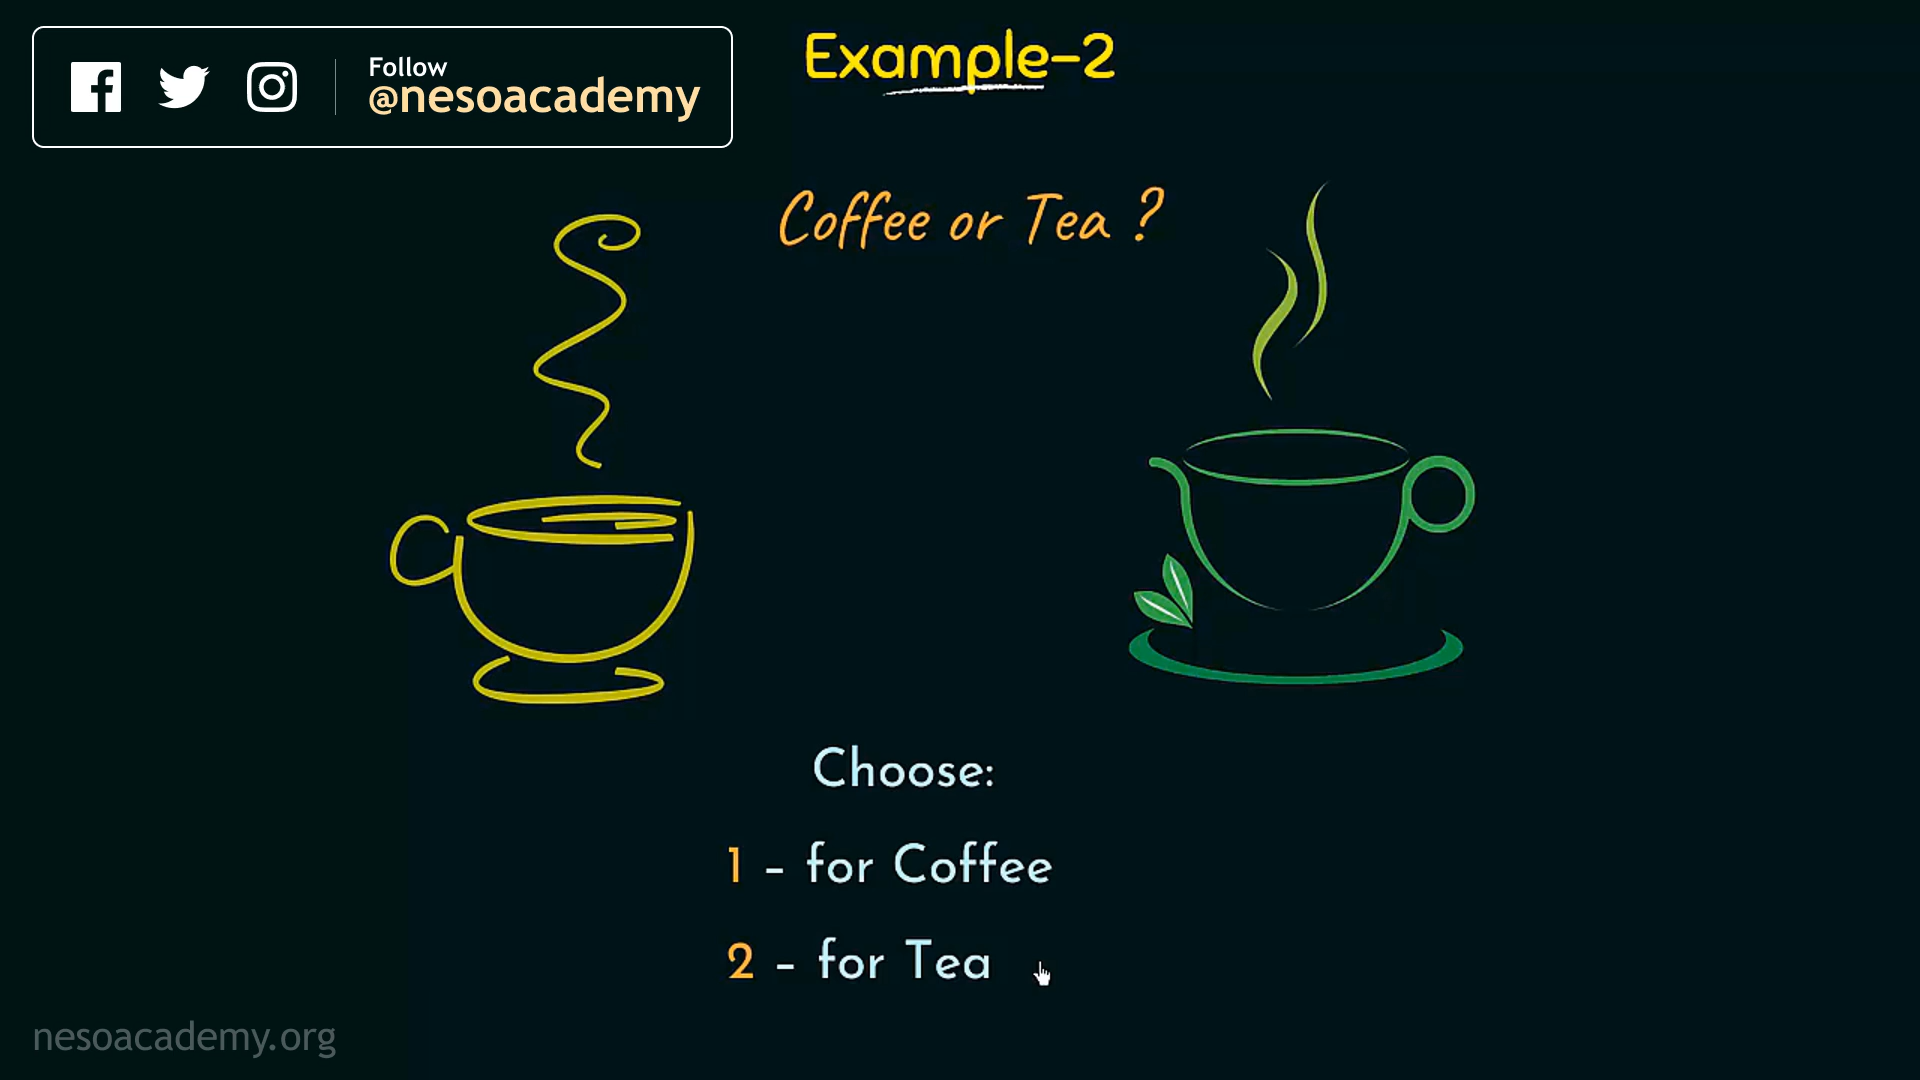 Follow
@nesoacademy
Example-2
Coffee or Tea ?
Choose:
1 – for Coffee
2 – for Tea
nesoacademy.org